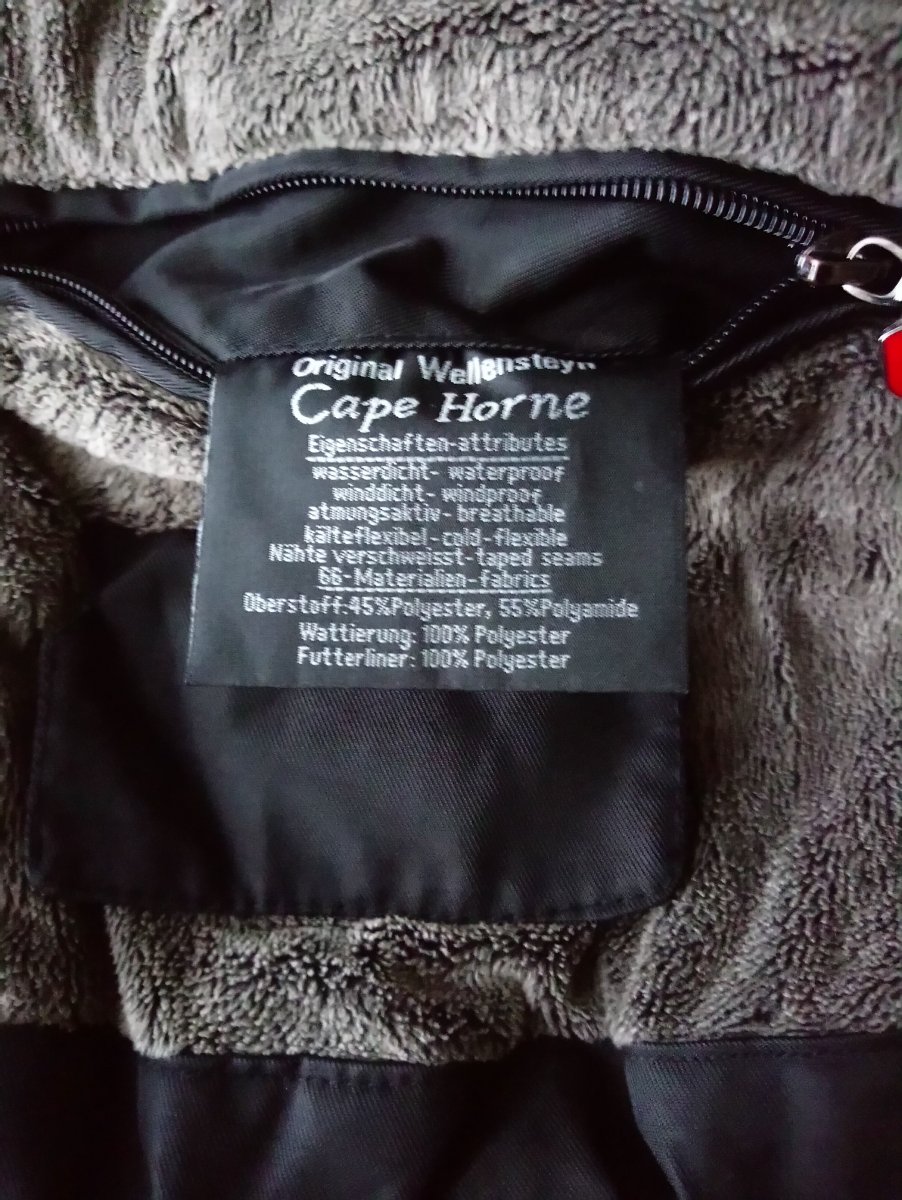 Original Wellensteyn
Cape Horne
Eigenschaften-attributes
wasserdicht- waterproof
winddicht- windproof
atmungsaktiv- breathable
kälteflexibel-cold-flexible
Nähte verschweisst-taped seams
66-Materialien-fabrics
Oberstoff:45%Polyester, 55%Polyamide
Wattierung: 100% Polyester
Futterliner: 100% Polyester